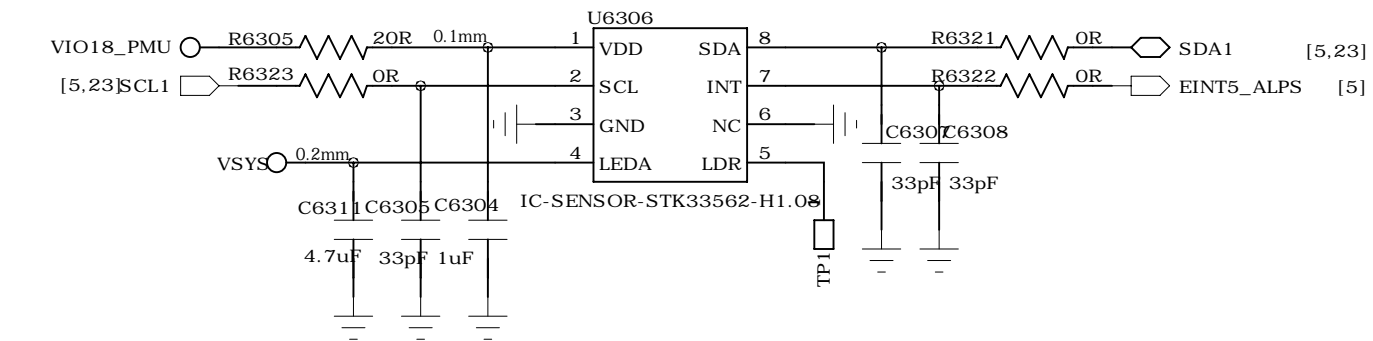 U6306
VIO18_PMU R6305 20R 0.1mm 1 VDD SDA 8 R6321 0R SDA1 [5,23]
[5,23]SCL1 R6323 0R 2 SCL INT 7 R6322 0R EINT5_ALPS [5]
3 GND NC 6 C6307 C6308
VSYS 0.2mm 4 LEDA LDR 5
33pF 33pF
IC-SENSOR-STK33562-H1.08
C6311 C6305 C6304
4.7uF 33pF 1uF
TP1